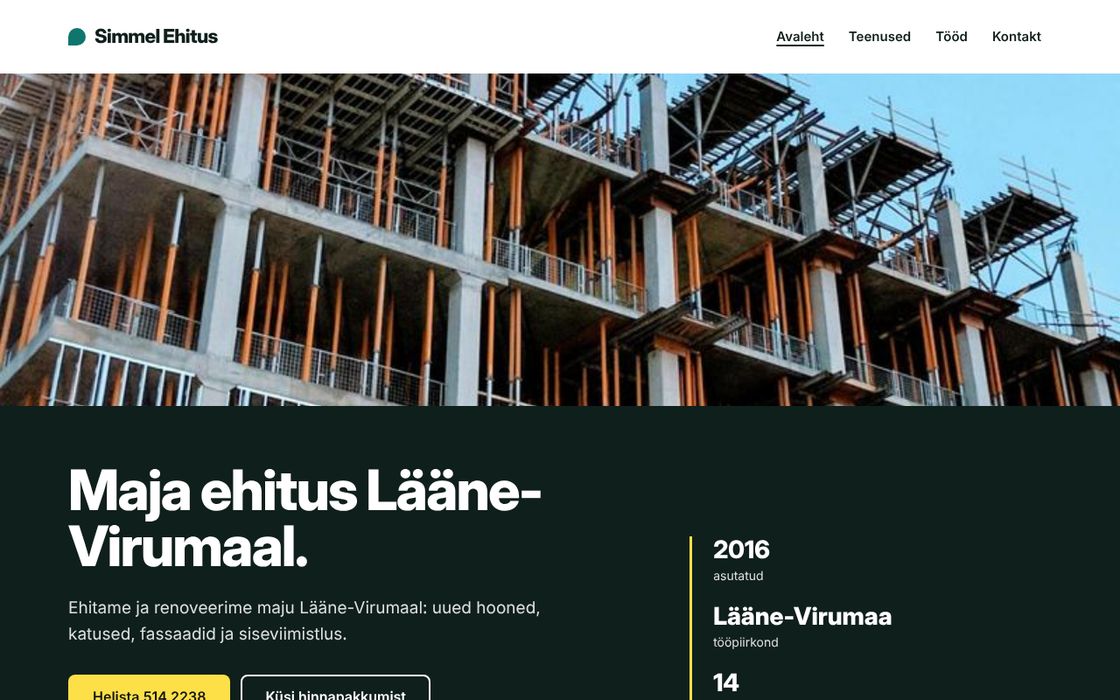 Simmel Ehitus
Avaleht
Teenused
Tööd
Kontakt
Maja ehitus Lääne-
Virumaal.
Ehitame ja renoveerime maju Lääne-Virumaal: uued hooned,
katused, fassaadid ja siseviimistlus.
Helista 514 2238
Küsi hinnapakkumist
2016
asutatud
Lääne-Virumaa
tööpiirkond
14